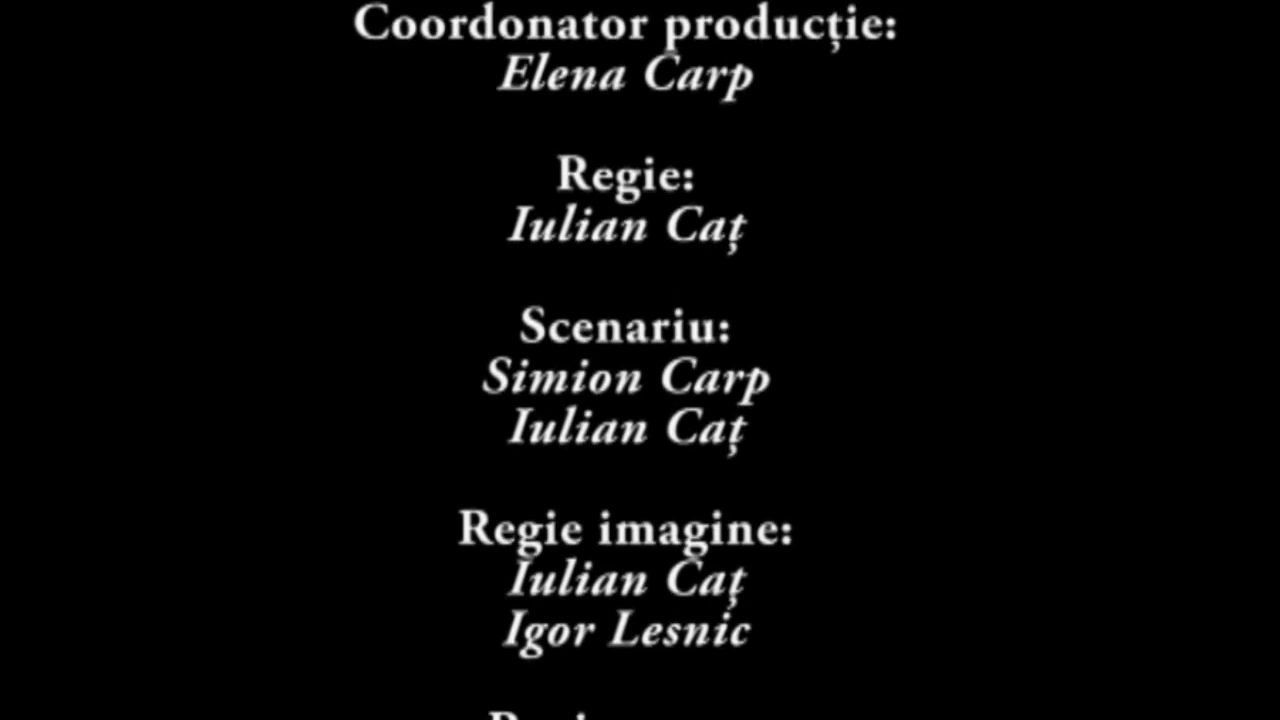 Coordonator producție:
Elena Carp
Regie:
Iulian Caț
Scenariu:
Simion Carp
Iulian Caț
Regie imagine:
Iulian Caț
Igor Lesnic